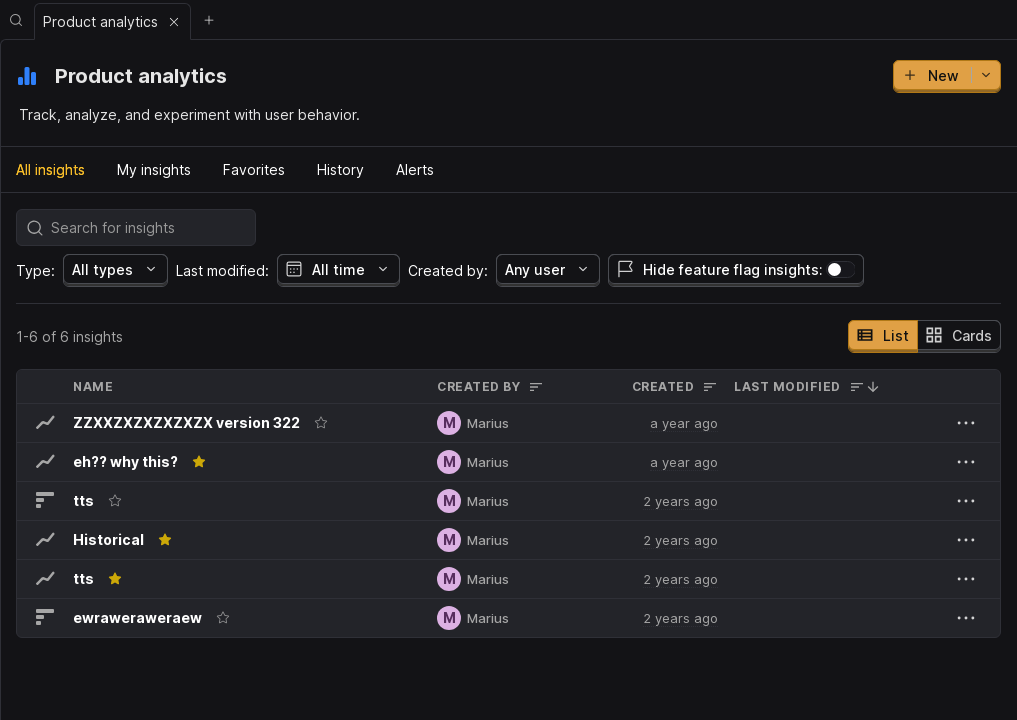 Product analytics
Product analytics
New
Track, analyze, and experiment with user behavior.
All insights My insights Favorites History Alerts
Search for insights
Type: All types Last modified: All time Created by: Any user Hide feature flag insights:
1-6 of 6 insights List Cards
NAME CREATED BY CREATED LAST MODIFIED
ZZXXZXZXZXZXZX version 322 M Marius a year ago
eh?? why this? M Marius a year ago
tts M Marius 2 years ago
Historical M Marius 2 years ago
tts M Marius 2 years ago
ewraweraweraew M Marius 2 years ago